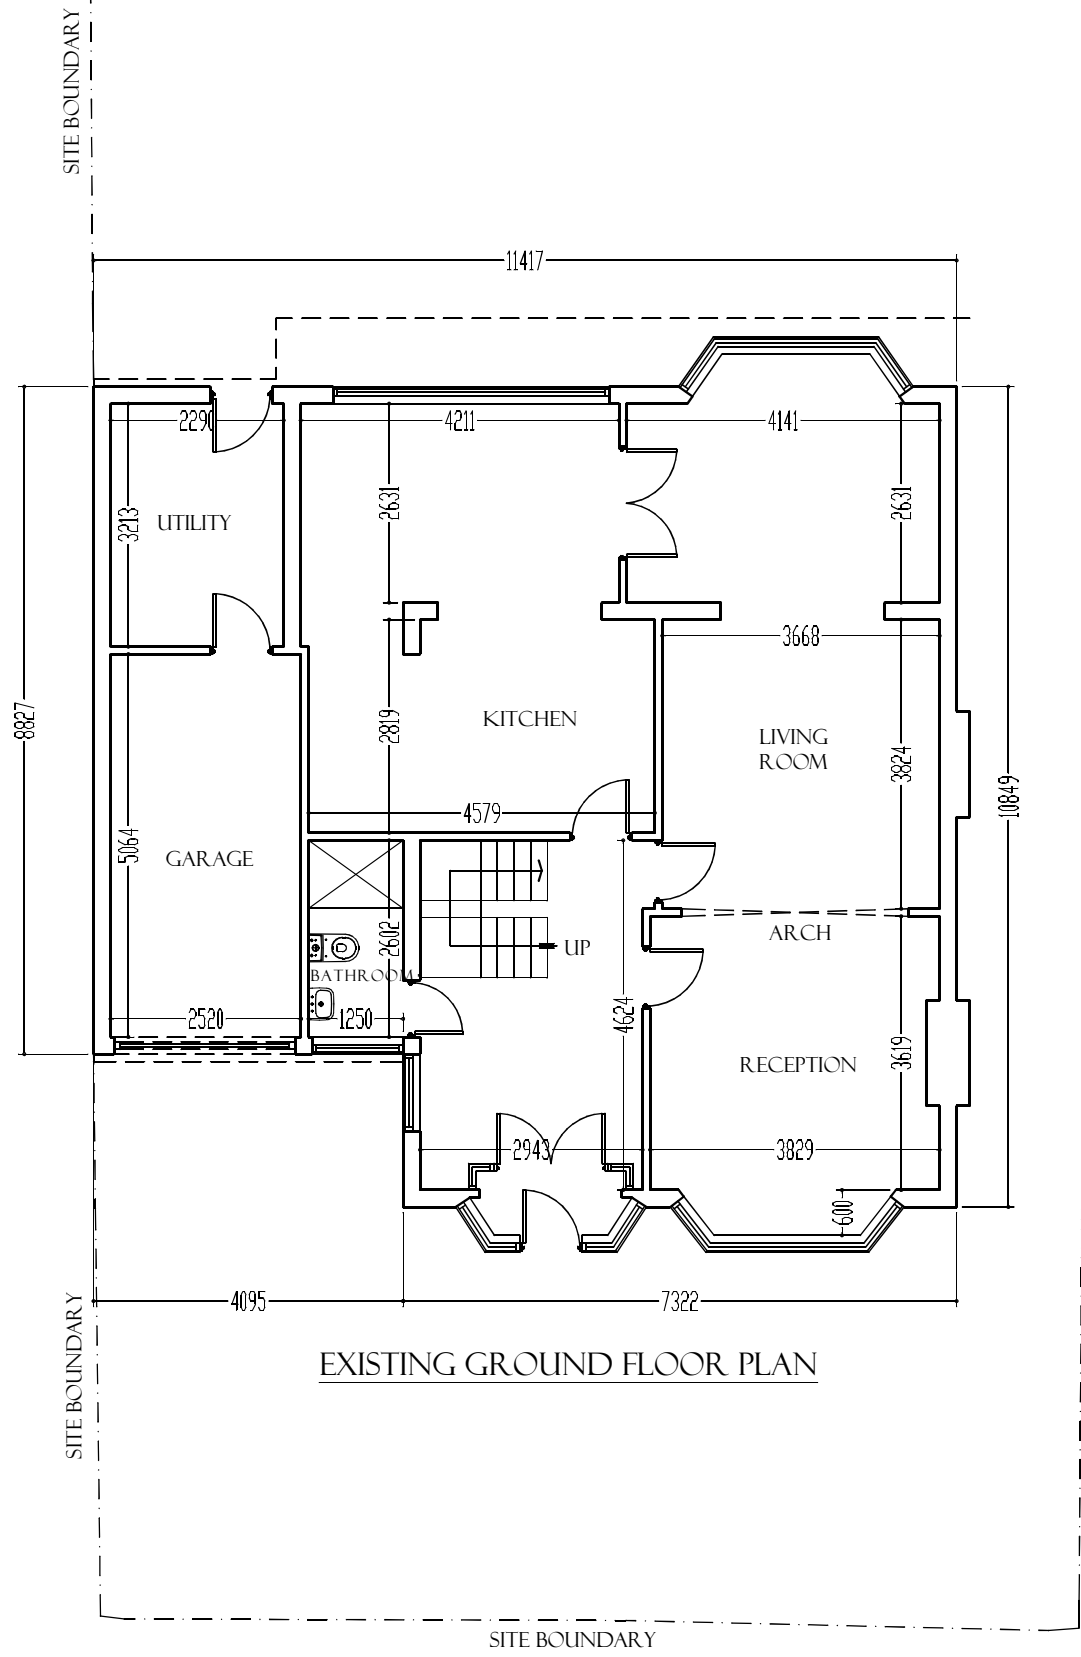 SITE BOUNDARY
11417
2290
4211
4141
2631
2631
3213
UTILITY
3668
KITCHEN
8827
2819
LIVING
ROOM
3824
10849
4579
5064
GARAGE
ARCH
2602
UP
BATHROOM
2520
1250
4624
3619
RECEPTION
2943
3829
600
4095
7322
SITE BOUNDARY
EXISTING GROUND FLOOR PLAN
SITE BOUNDARY